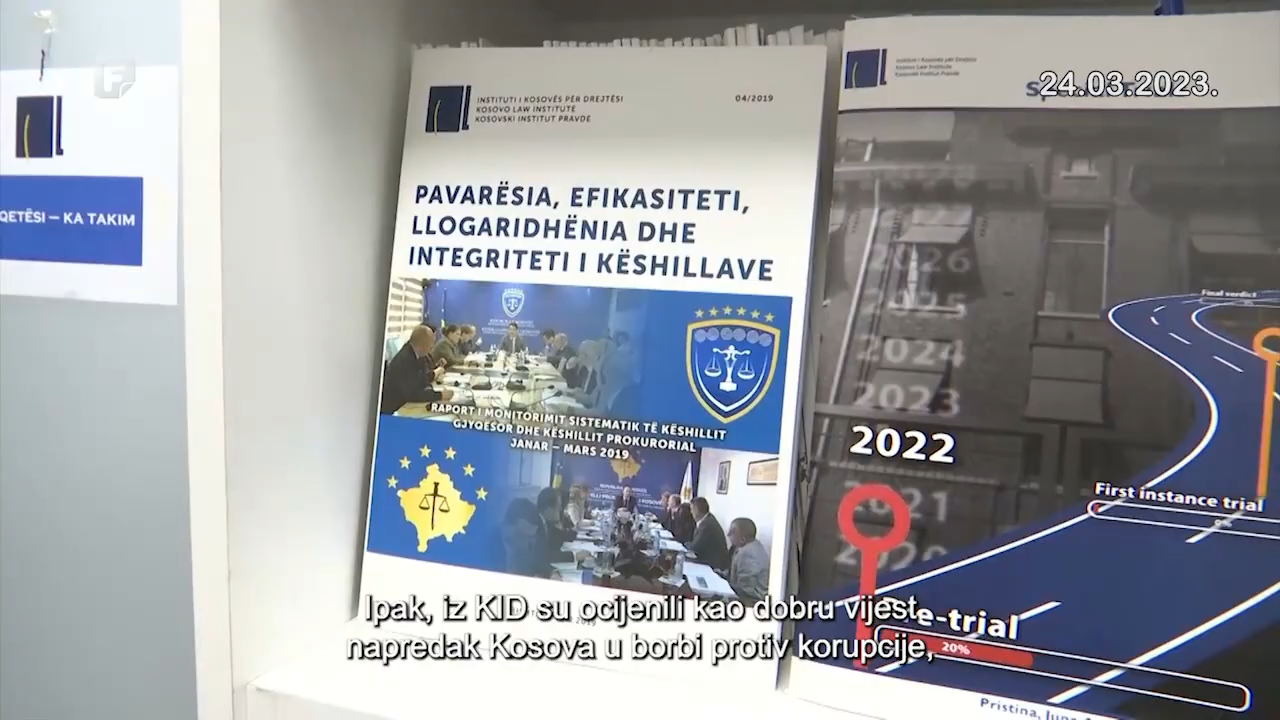 F
QETËSI – KA TAKIM
INSTITUTI I KOSOVËS PËR DREJTËSI
KOSOVO LAW INSTITUTE
KOSOVSKI INSTITUT PRAVDE
04/2019
PAVARËSIA, EFIKASITETI,
LLOGARIDHËNIA DHE
INTEGRITETI I KËSHILLAVE
RAPORT I MONITORIMIT SISTEMATIK TË KËSHILLIT
GJYQËSOR DHE KËSHILLIT PROKURORIAL
JANAR – MARS 2019
Instituti i Kosovës për Drejtësi
Kosovo Law Institute
Kosovski Institut Pravde
24.03.2023.
2026
2025
2024
2023
2022
2021
2020
Final verdict
First instance trial
Pre-trial
20%
Pristina, June
Ipak, iz KID su ocijenili kao dobru vijest
napredak Kosova u borbi protiv korupcije,